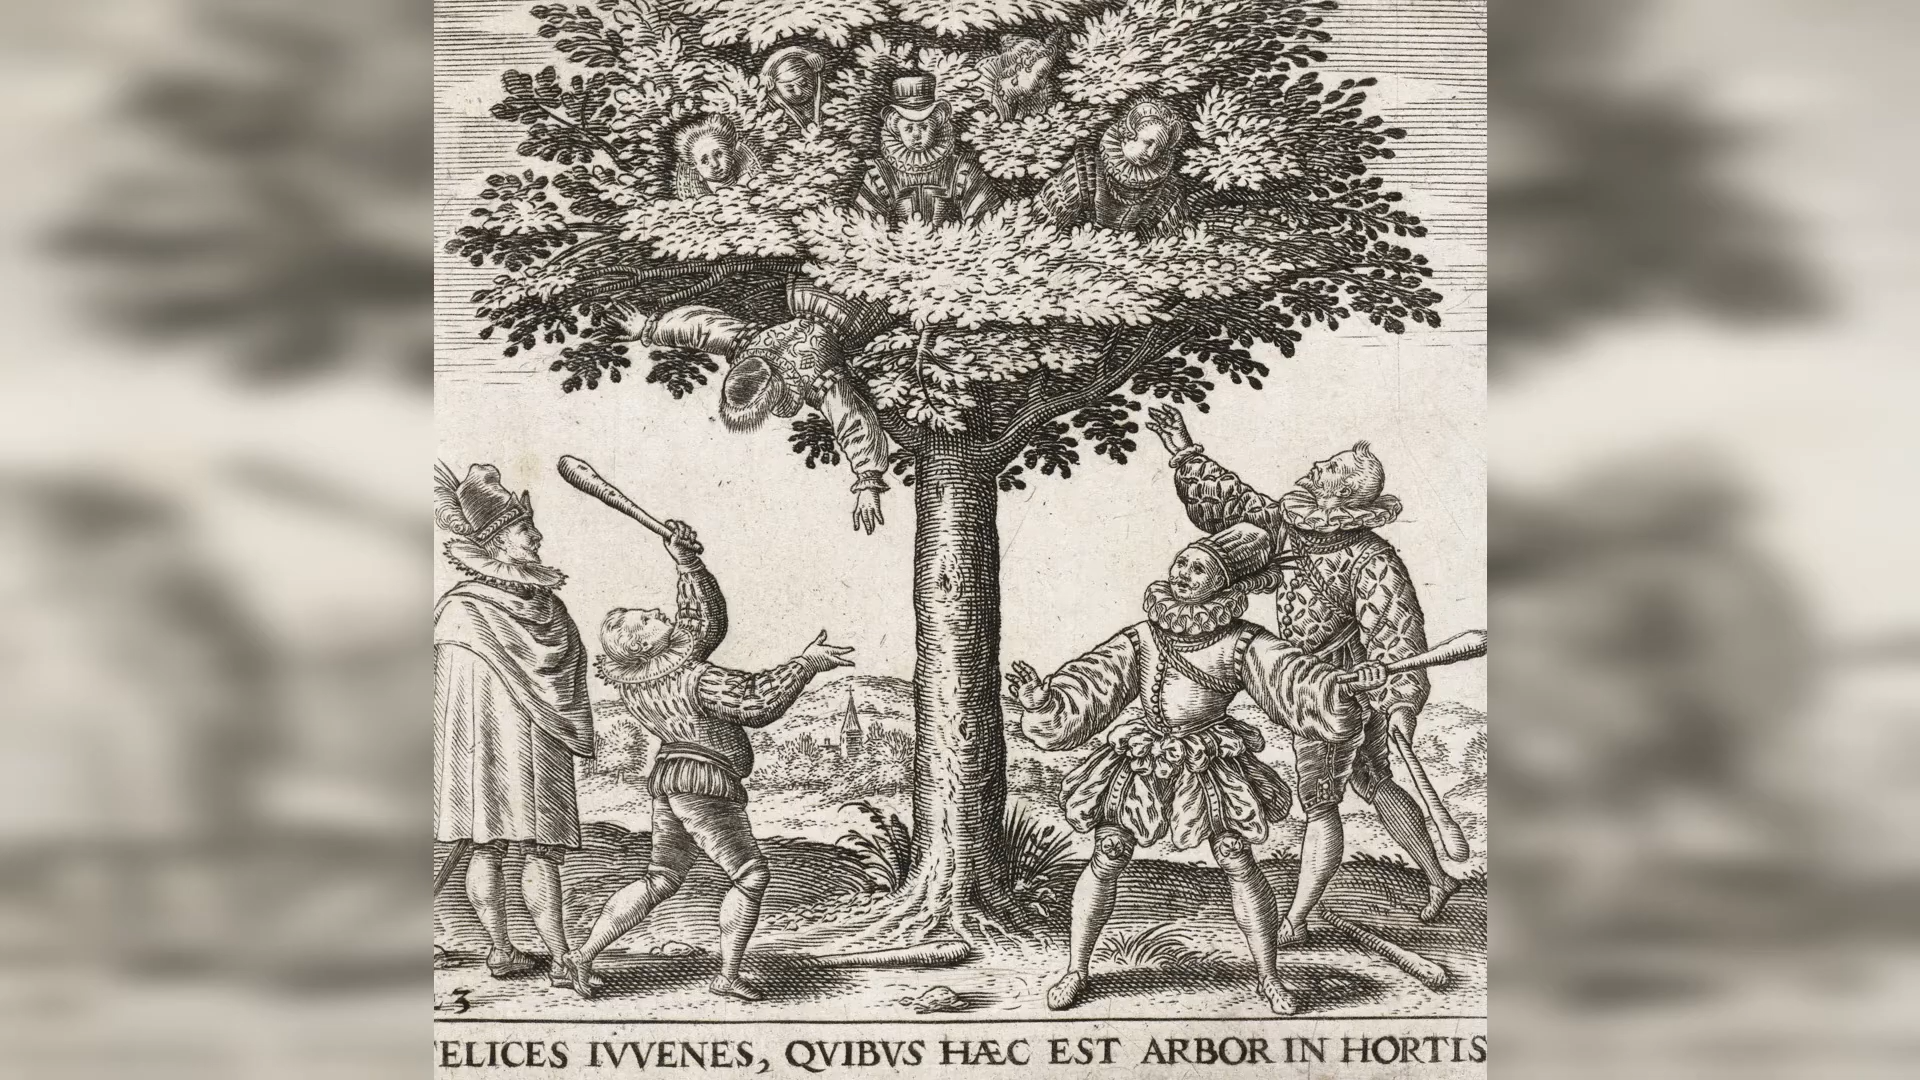 3
ELICES IVVENES, QVIBVS HÆC EST ARBOR IN HORTIS